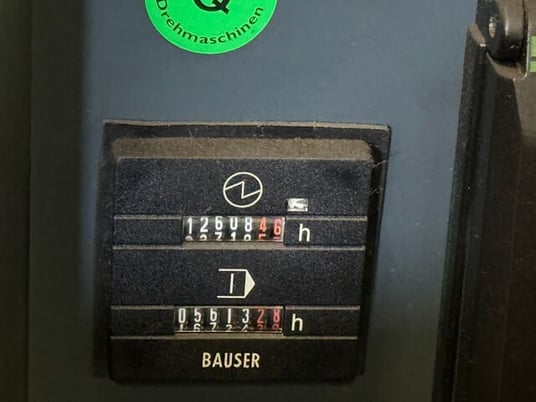 Q
Drehmaschinen
1260846 h
0561328 h
BAUSER